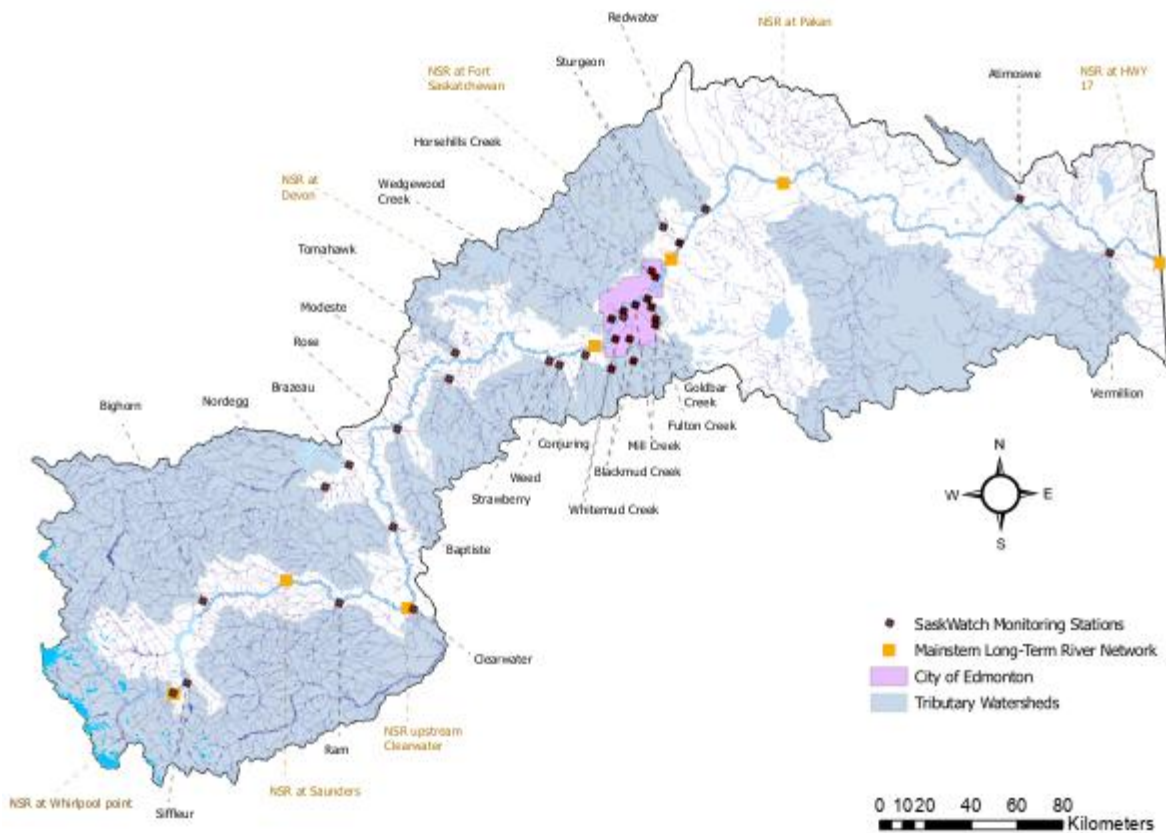 Redwater
NSR at Pakan
Sturgeon
NSR at Fort
Saskatchewan
Atimoswe
NSR at HWY
17
Horsehills Creek
NSR at
Devon
Wedgewood
Creek
Tomahawk
Modeste
Rose
Brazeau
Bighorn
Nordegg
Goldbar
Creek
Fulton Creek
Vermillion
Conjuring
Mill Creek
Weed
Blackmud Creek
Strawberry
Whitemud Creek
Baptiste
N
W
E
S
SaskWatch Monitoring Stations
Mainstem Long-Term River Network
City of Edmonton
Tributary Watersheds
Clearwater
NSR upstream
Clearwater
Ram
NSR at Saunders
NSR at Whirlpool point
Siffleur
0 10 20 40 60 80
Kilometers